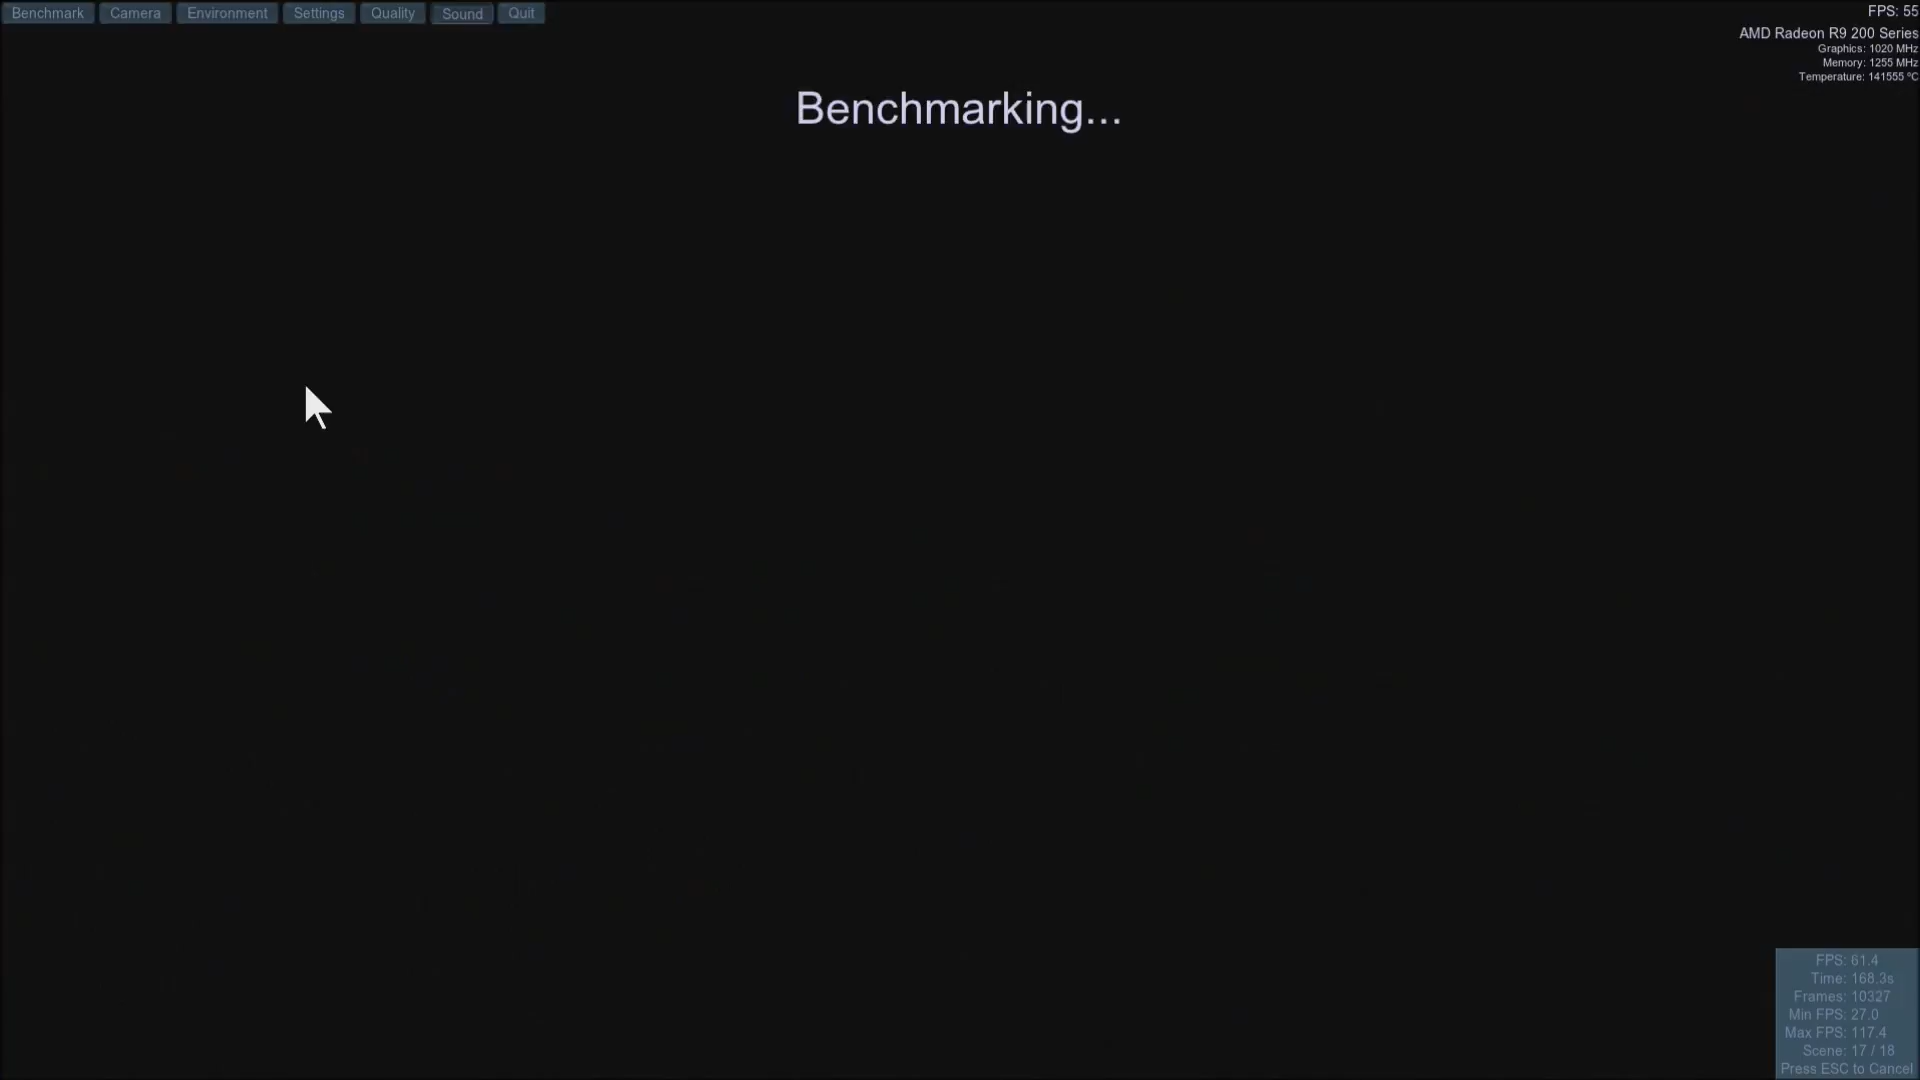 Benchmark Camera Environment Settings Quality Sound Quit
FPS: 55
AMD Radeon R9 200 Series
Graphics: 1020 MHz
Memory: 1255 MHz
Temperature: 141555 °C
Benchmarking...
FPS: 61.4
Time: 168.3s
Frames: 10327
Min FPS: 27.0
Max FPS: 117.4
Scene: 17 / 18
Press ESC to Cancel